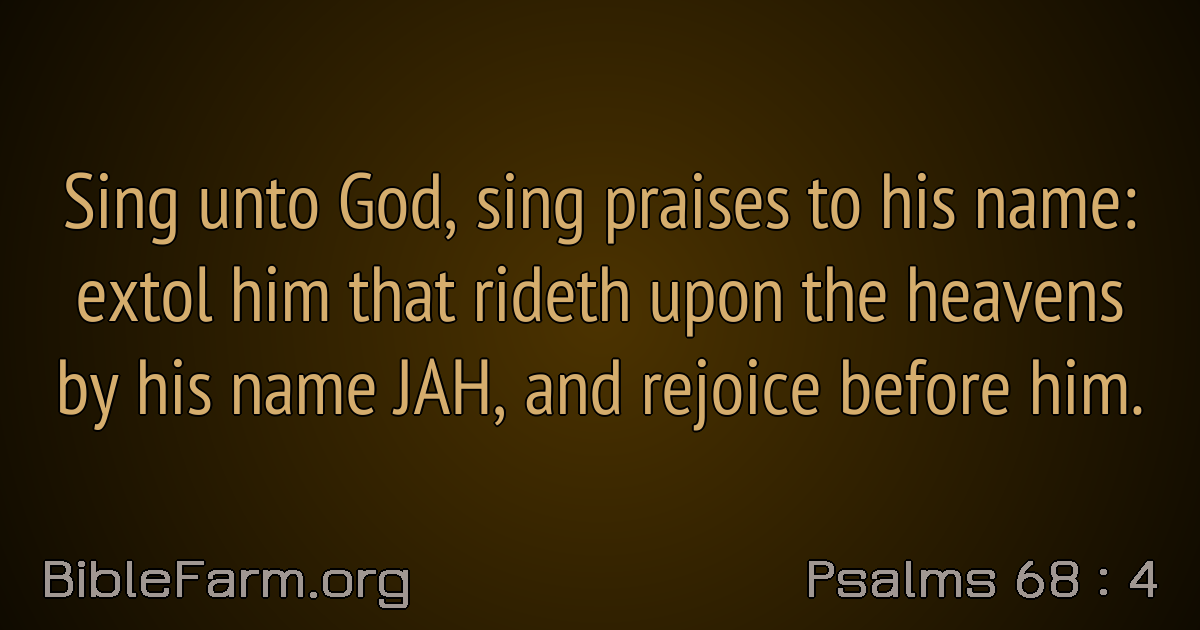 Sing unto God, sing praises to his name:
extol him that rideth upon the heavens
by his name JAH, and rejoice before him.
BibleFarm.org
Psalms 68 : 4